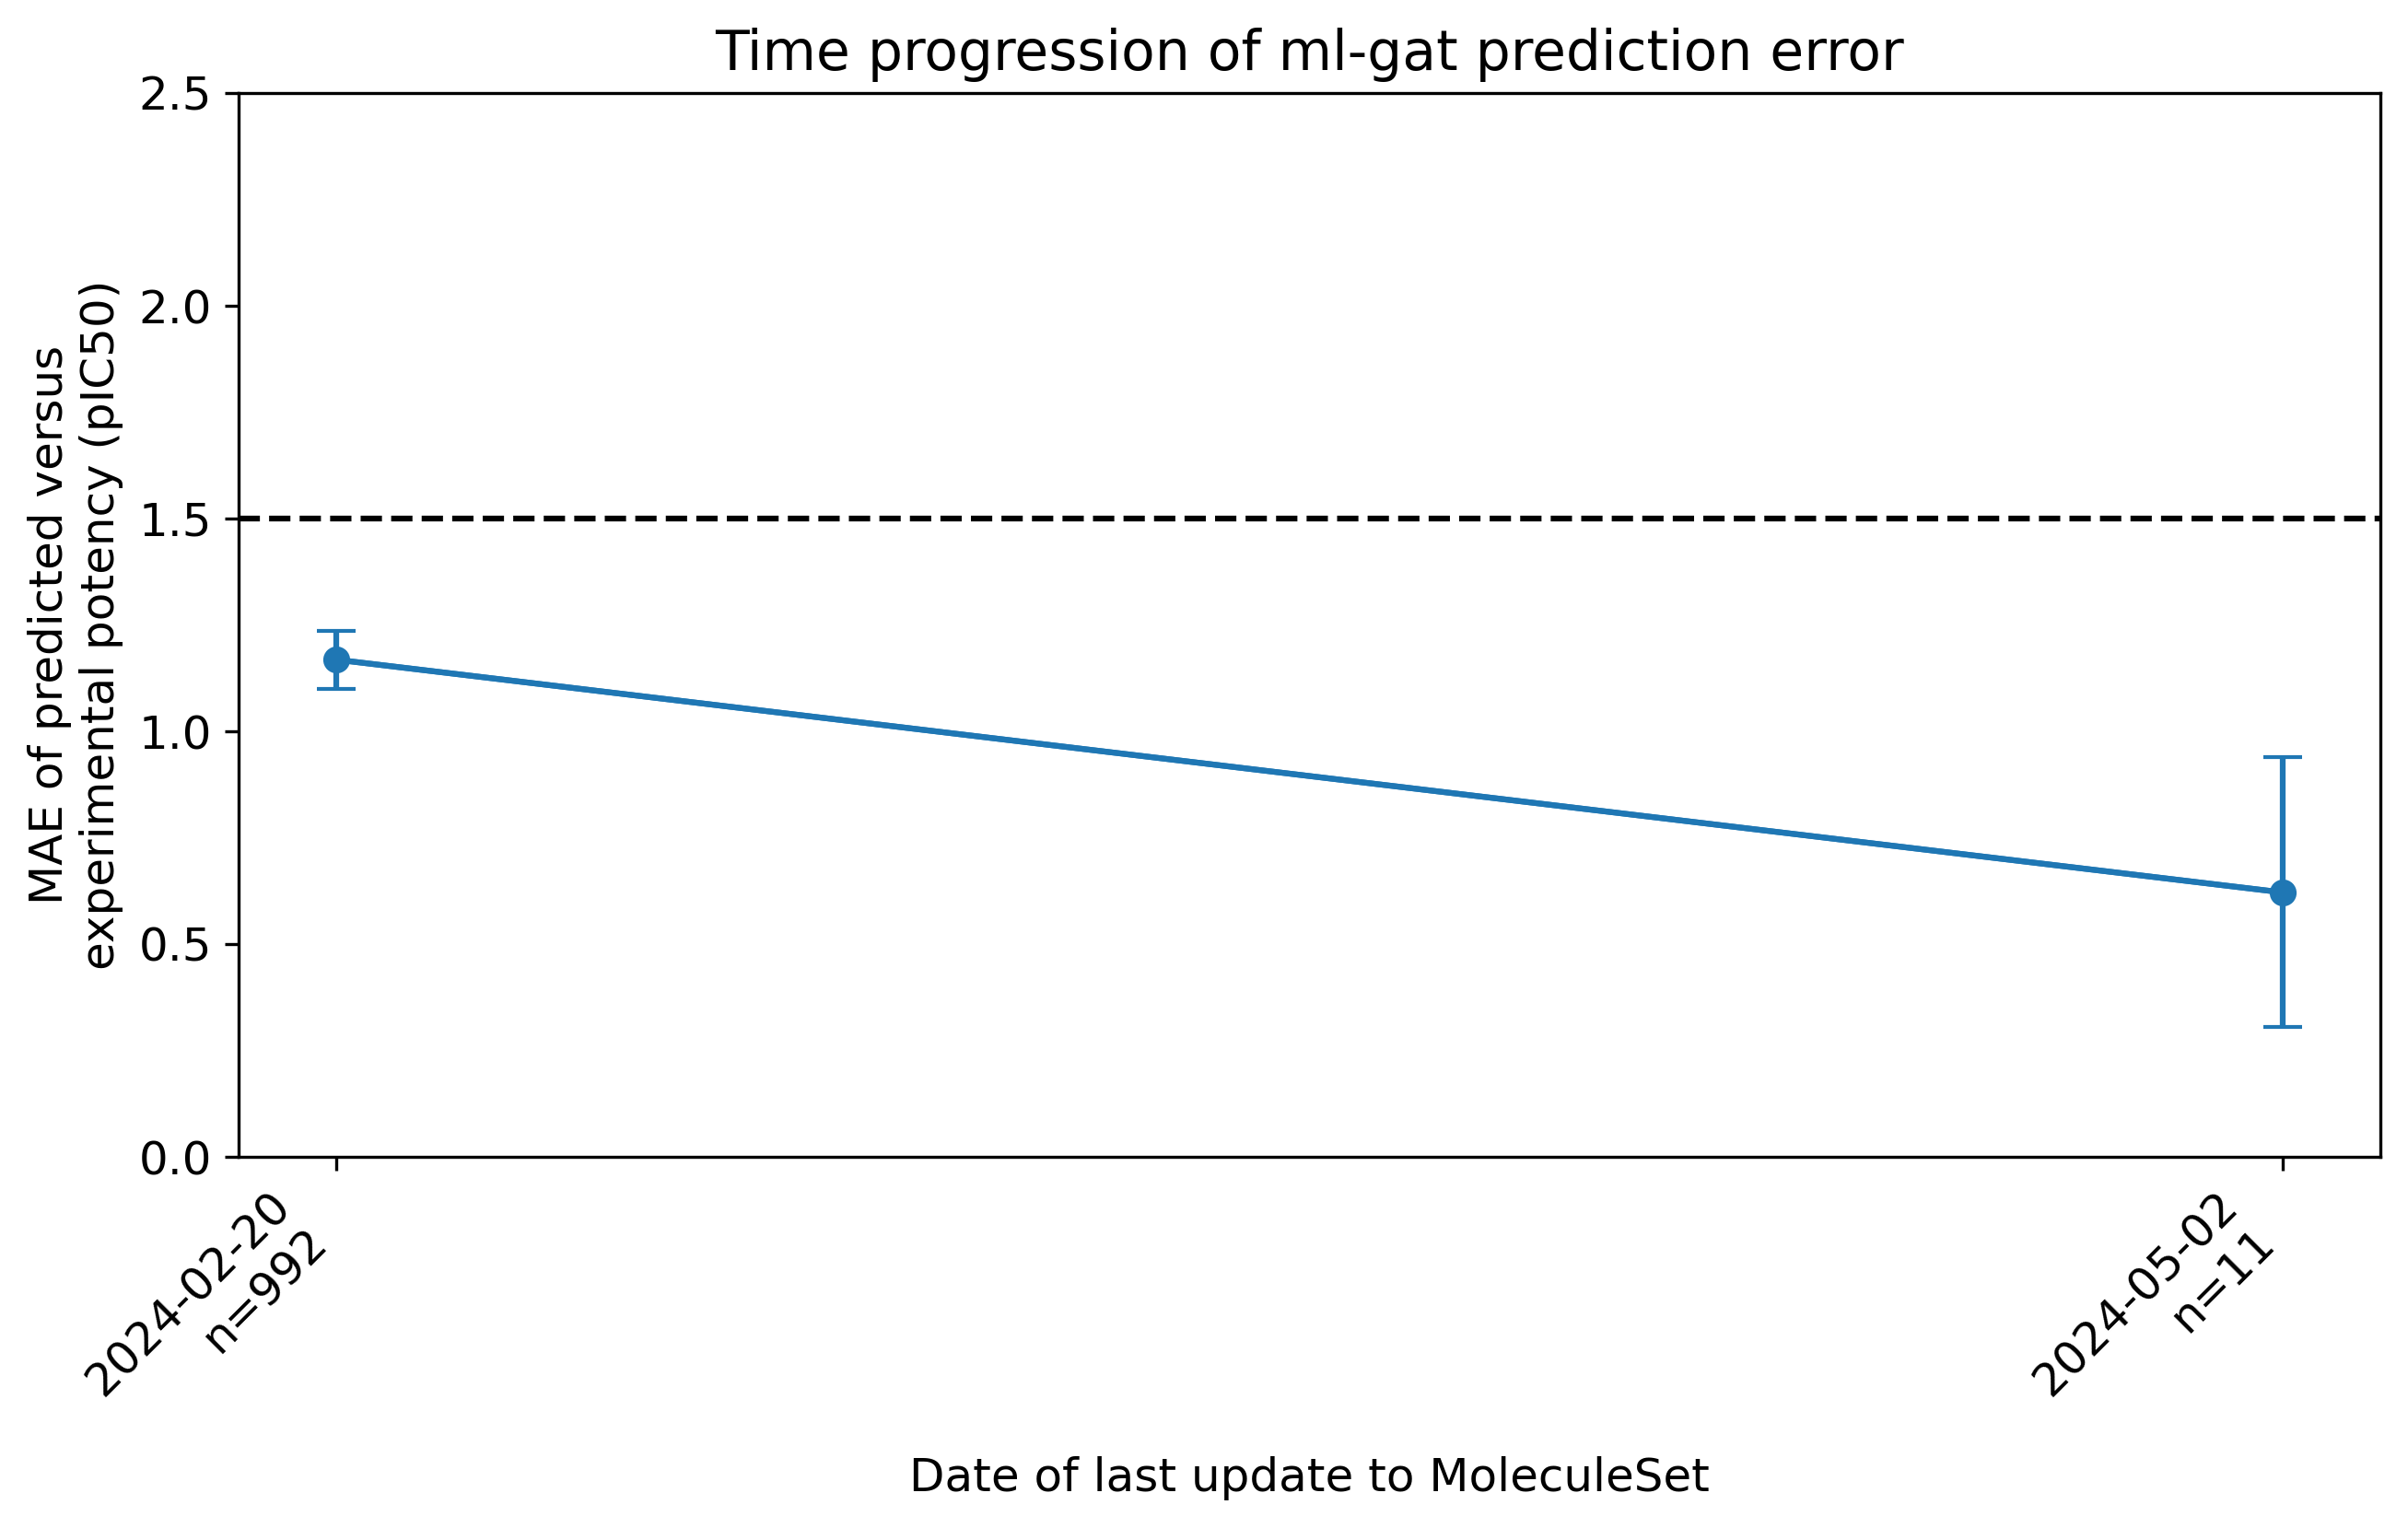 Time progression of ml-gat prediction error
MAE of predicted versus
experimental potency (pIC50)
2.5
2.0
1.5
1.0
0.5
0.0
2024-02-20
n=992
2024-05-02
n=11
Date of last update to MoleculeSet